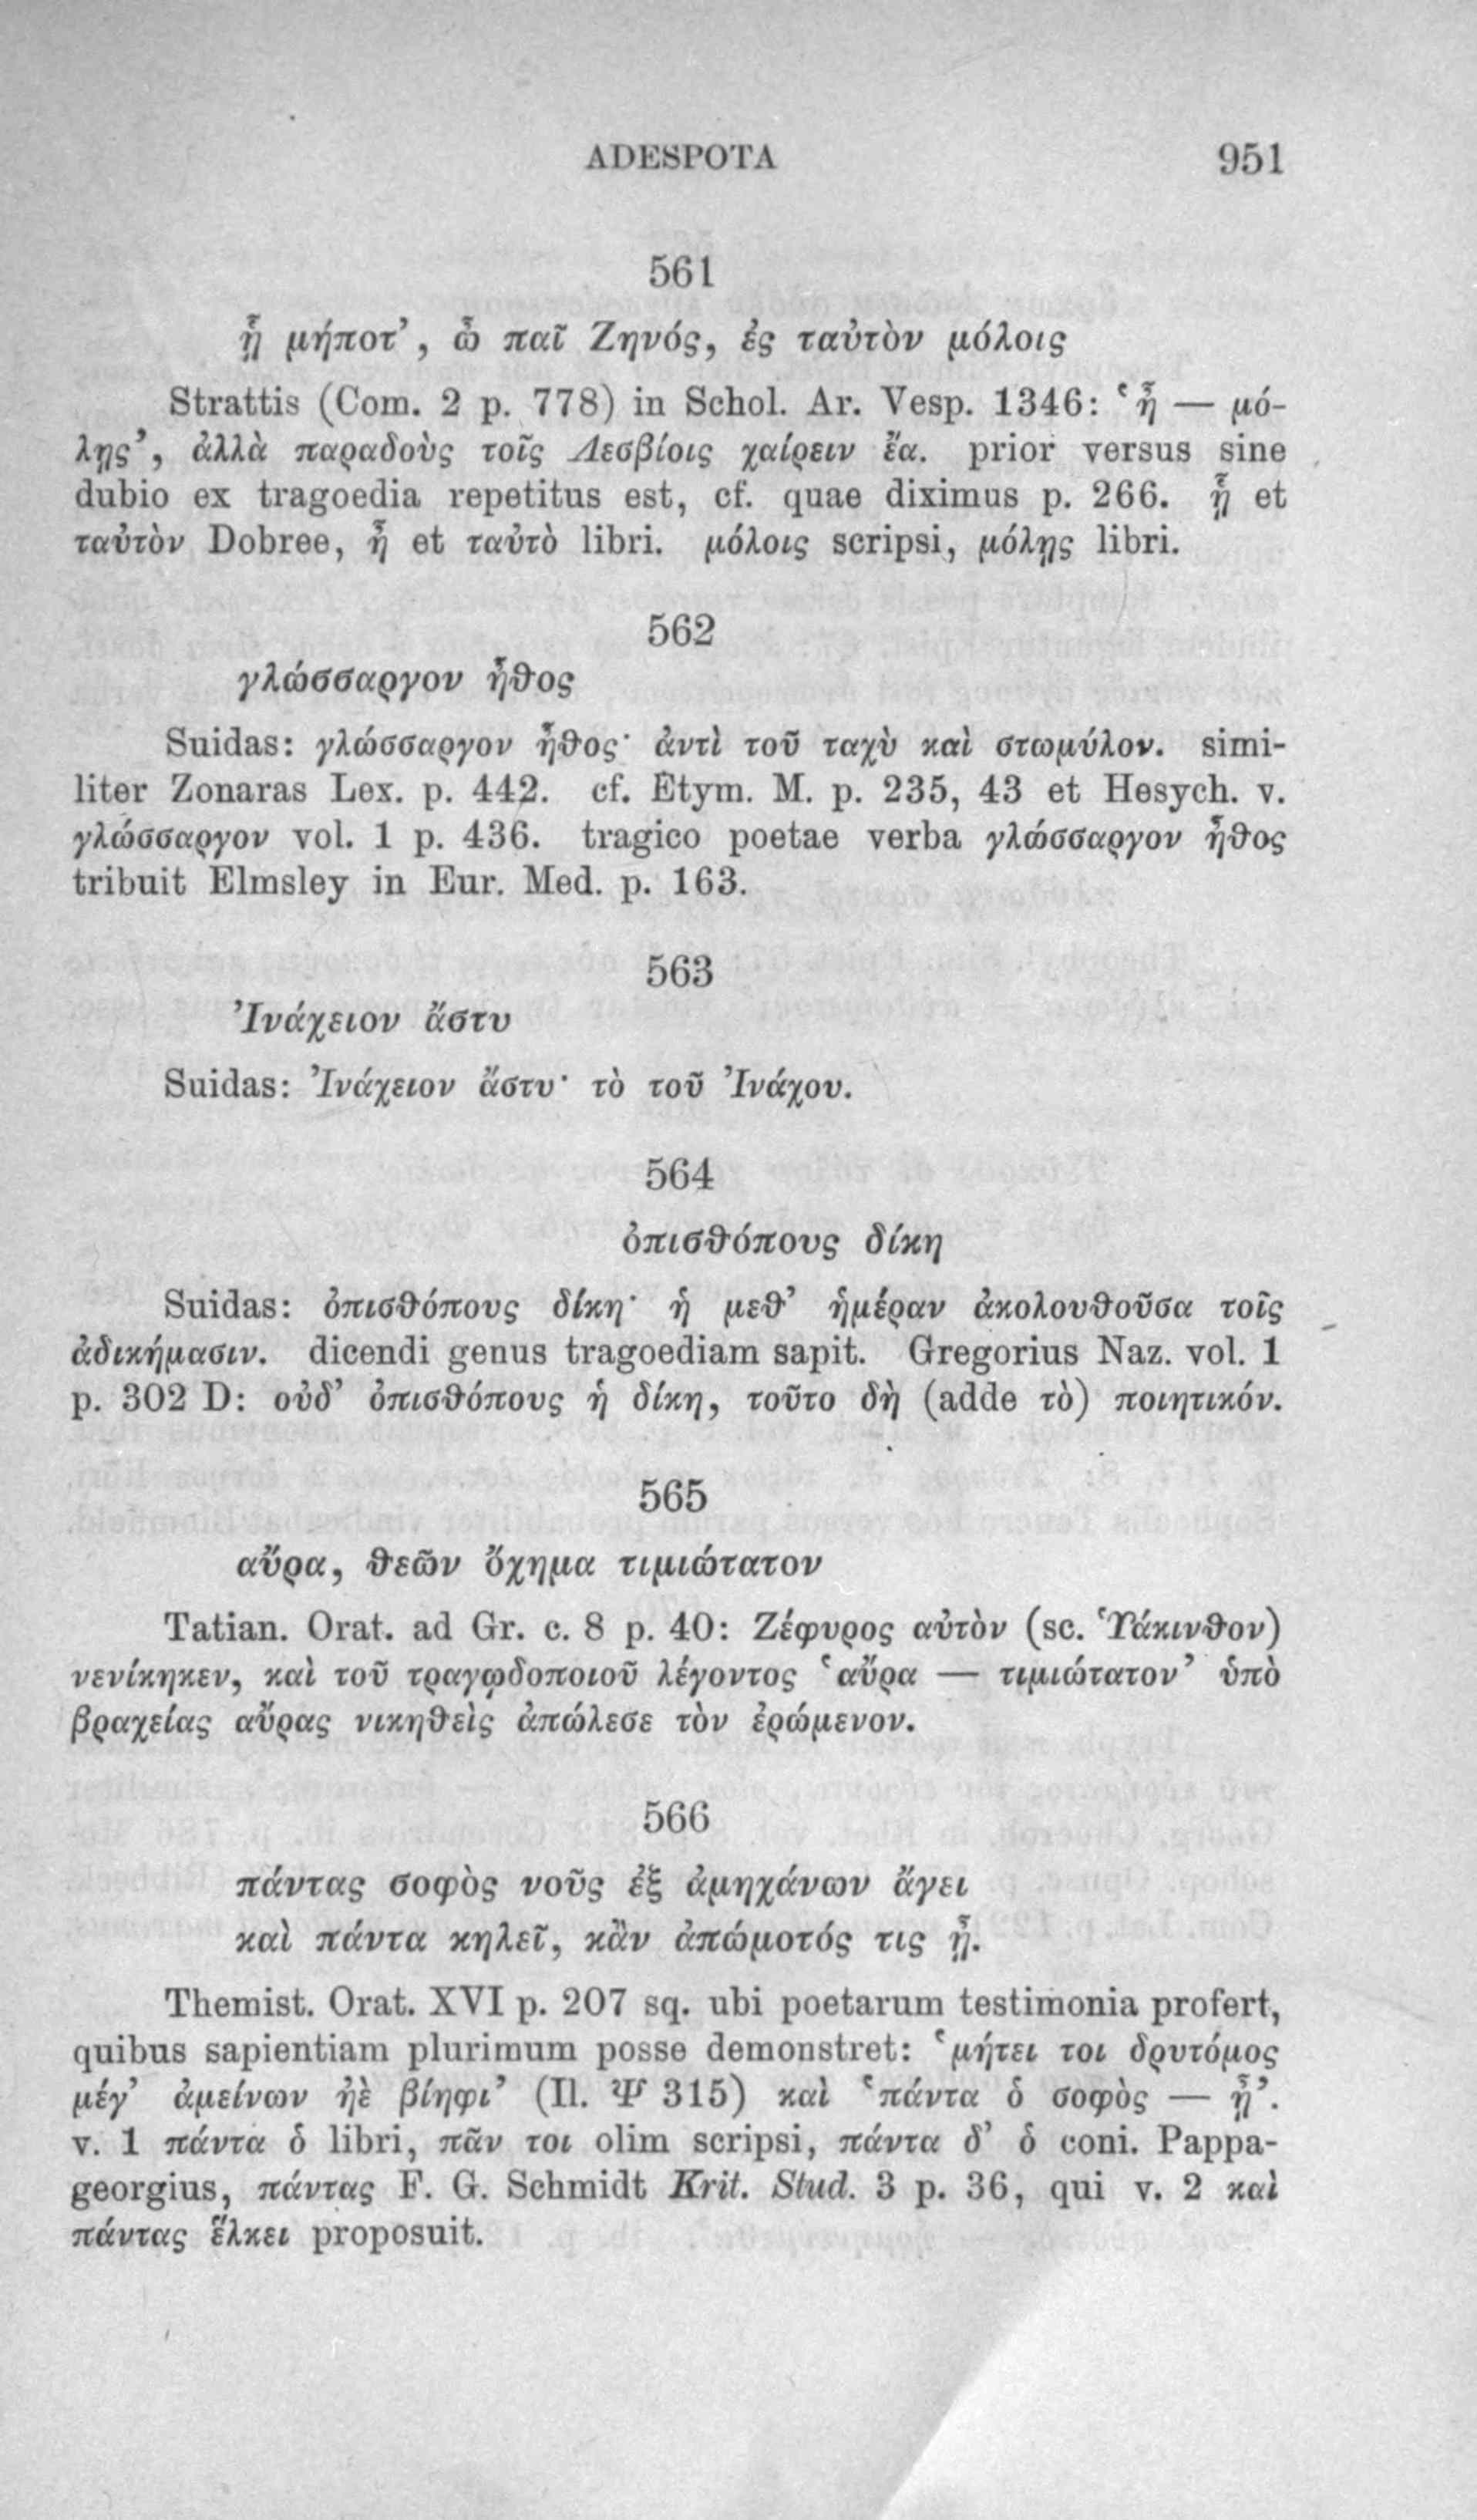 ADESPOTA 951
561
ᾗ μήποτ’, ὦ παῖ Ζηνός, ἐς ταὐτὸν μόλοις
Strattis (Com. 2 p. 778) in Schol. Ar. Vesp. 1346: ‛ἦ — μό-
λῃς’, ἀλλὰ παραδοὺς τοῖς Λεσβίοις χαίρειν ἔα. prior versus sine
dubio ex tragoedia repetitus est, cf. quae diximus p. 266. ᾗ et
ταὐτὸν Dobree, ἦ et ταὐτὸ libri. μόλοις scripsi, μόλῃς libri.
562
γλώσσαργον ἦθος
Suidas: γλώσσαργον ἦθος· ἀντὶ τοῦ ταχὺ καὶ στωμύλον. simi-
liter Zonaras Lex. p. 442. cf. Etym. M. p. 235, 43 et Hesych. v.
γλώσσαργον vol. 1 p. 436. tragico poetae verba γλώσσαργον ἦθος
tribuit Elmsley in Eur. Med. p. 163.
563
Ἰνάχειον ἄστυ
Suidas: Ἰνάχειον ἄστυ· τὸ τοῦ Ἰνάχου.
564
ὀπισθόπους δίκη
Suidas: ὀπισθόπους δίκη· ἡ μεθ’ ἡμέραν ἀκολουθοῦσα τοῖς
ἀδικήμασιν. dicendi genus tragoediam sapit. Gregorius Naz. vol. 1
p. 302 D: οὐδ’ ὀπισθόπους ἡ δίκη, τοῦτο δὴ (adde τὸ) ποιητικόν.
565
αὔρα, θεῶν ὄχημα τιμιώτατον
Tatian. Orat. ad Gr. c. 8 p. 40: Ζέφυρος αὐτὸν (sc. Ὑάκινθον)
νενίκηκεν, καὶ τοῦ τραγῳδοποιοῦ λέγοντος ‛αὔρα — τιμιώτατον’ ὑπὸ
βραχείας αὔρας νικηθεὶς ἀπώλεσε τὸν ἐρώμενον.
566
πάντας σοφὸς νοῦς ἐξ ἀμηχάνων ἄγει
καὶ πάντα κηλεῖ, κἂν ἀπώμοτός τις ᾖ.
Themist. Orat. XVI p. 207 sq. ubi poetarum testimonia profert,
quibus sapientiam plurimum posse demonstret: ‛μήτει τοι δρυτόμος
μέγ’ ἀμείνων ἠὲ βίηφι’ (Il. Ψ 315) καὶ ‛πάντα ὁ σοφὸς — ᾖ’.
v. 1 πάντα ὁ libri, πᾶν τοι olim scripsi, πάντα δ’ ὁ coni. Pappa-
georgius, πάντας F. G. Schmidt Krit. Stud. 3 p. 36, qui v. 2 καὶ
πάντας ἕλκει proposuit.